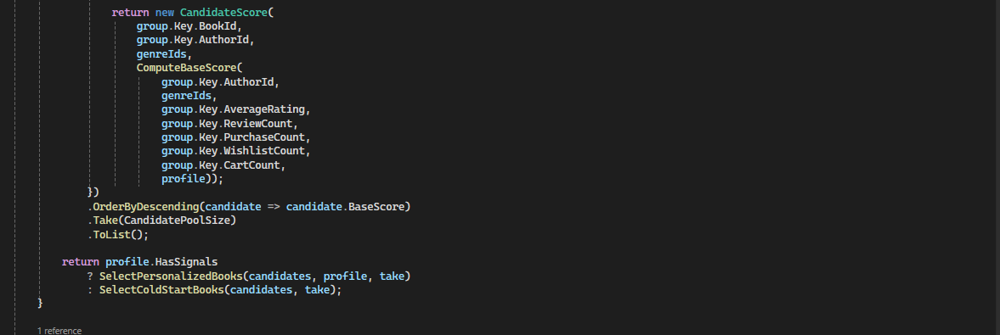 return new CandidateScore(
group.Key.BookId,
group.Key.AuthorId,
genreIds,
ComputeBaseScore(
group.Key.AuthorId,
genreIds,
group.Key.AverageRating,
group.Key.ReviewCount,
group.Key.PurchaseCount,
group.Key.WishlistCount,
group.Key.CartCount,
profile));
})
.OrderByDescending(candidate => candidate.BaseScore)
.Take(CandidatePoolSize)
.ToList();
return profile.HasSignals
? SelectPersonalizedBooks(candidates, profile, take)
: SelectColdStartBooks(candidates, take);
}
1 reference